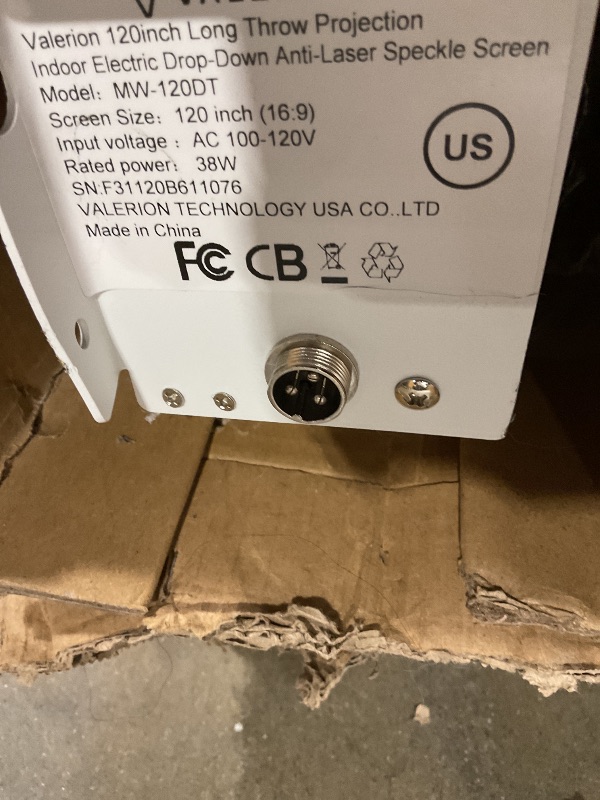 Valerion 120inch Long Throw Projection
Indoor Electric Drop-Down Anti-Laser Speckle Screen
Model: MW-120DT
Screen Size: 120 inch (16:9)
Input voltage : AC 100-120V
Rated power: 38W
SN:F31120B611076
VALERION TECHNOLOGY USA CO..LTD
Made in China
US
FC CB